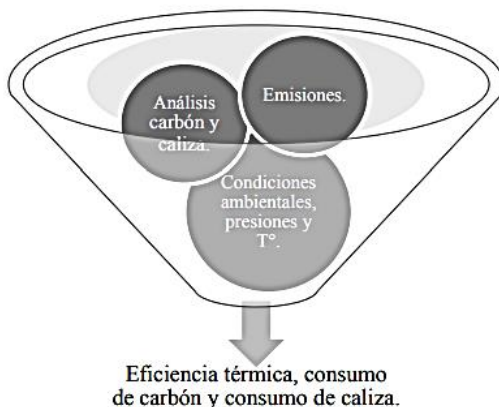 Análisis
carbón y
caliza.
Emisiones.
Condiciones
ambientales,
presiones y
T°.
Eficiencia térmica, consumo
de carbón y consumo de caliza.